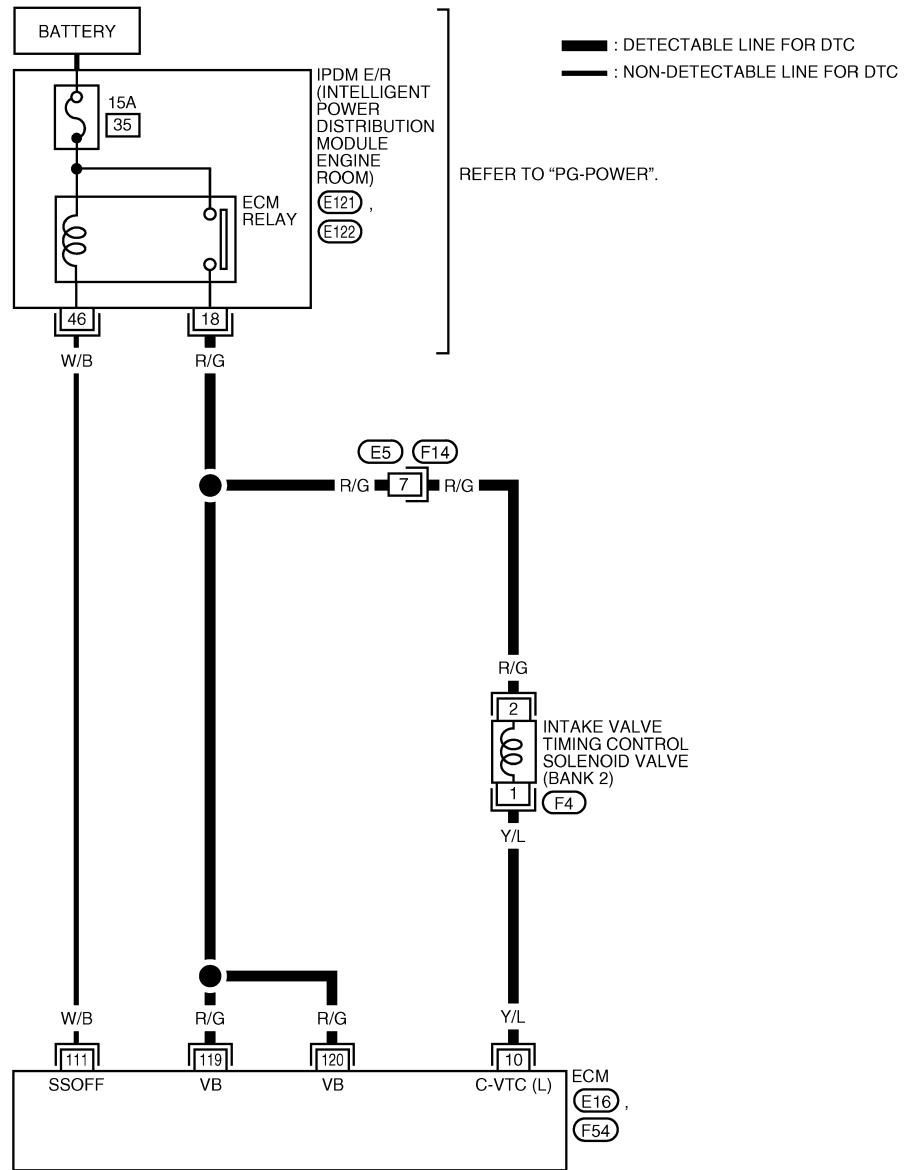 BATTERY
: DETECTABLE LINE FOR DTC
: NON-DETECTABLE LINE FOR DTC
15A
35
IPDM E/R
(INTELLIGENT
POWER
DISTRIBUTION
MODULE
ENGINE
ROOM)
E121 ,
E122
REFER TO “PG-POWER”.
ECM
RELAY
46
18
W/B
R/G
E5
F14
R/G
7
R/G
R/G
2
INTAKE VALVE
TIMING CONTROL
SOLENOID VALVE
(BANK 2)
1
F4
Y/L
W/B
R/G
R/G
Y/L
111
119
120
10
SSOFF
VB
VB
C-VTC (L)
ECM
E16 ,
F54